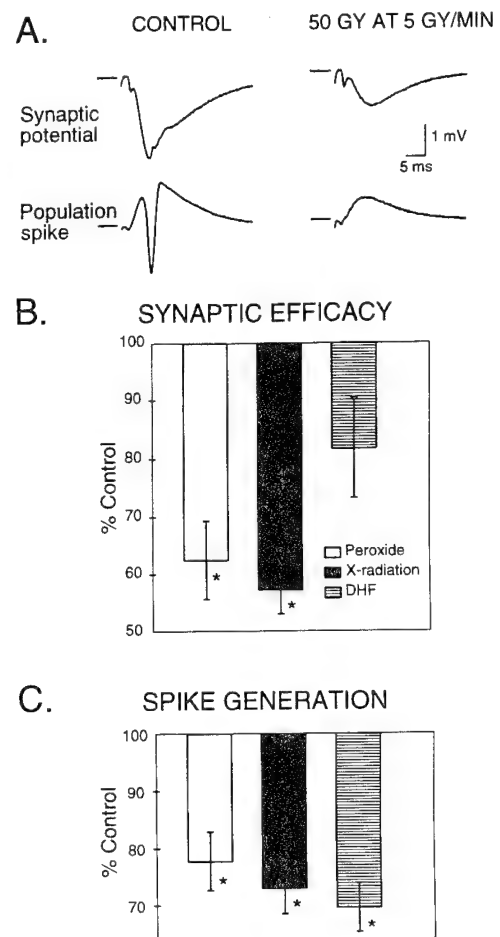 A.
CONTROL
50 GY AT 5 GY/MIN
Synaptic
potential
1 mV
5 ms
Population
spike
B.
SYNAPTIC EFFICACY
100
90
80
70
60
50
% Control
*
*
Peroxide
X-radiation
DHF
C.
SPIKE GENERATION
100
90
80
70
% Control
*
*
*